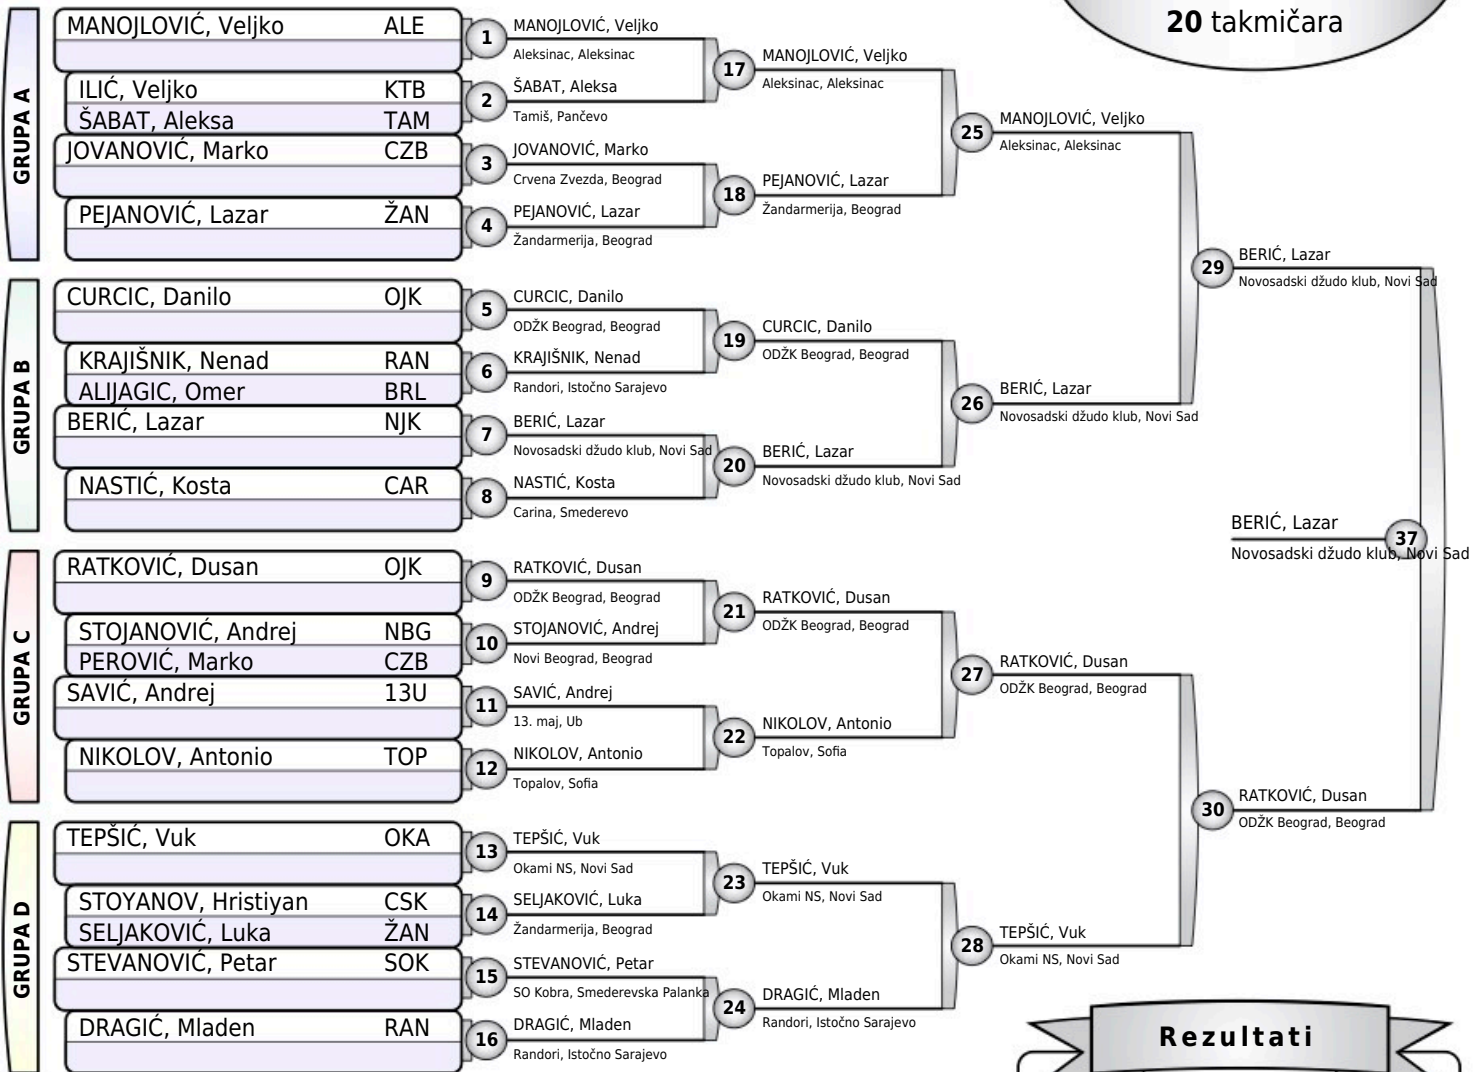 20 takmičara
GRUPA A
MANOJLOVIĆ, Veljko ALE
ILIĆ, Veljko KTB
ŠABAT, Aleksa TAM
JOVANOVIĆ, Marko CZB
PEJANOVIĆ, Lazar ŽAN
GRUPA B
CURCIC, Danilo OJK
KRAJIŠNIK, Nenad RAN
ALIJAGIC, Omer BRL
BERIĆ, Lazar NJK
NASTIĆ, Kosta CAR
GRUPA C
RATKOVIĆ, Dusan OJK
STOJANOVIĆ, Andrej NBG
PEROVIĆ, Marko CZB
SAVIĆ, Andrej 13U
NIKOLOV, Antonio TOP
GRUPA D
TEPŠIĆ, Vuk OKA
STOYANOV, Hristiyan CSK
SELJAKOVIĆ, Luka ŽAN
STEVANOVIĆ, Petar SOK
DRAGIĆ, Mladen RAN
1 MANOJLOVIĆ, Veljko
Aleksinac, Aleksinac
2 ŠABAT, Aleksa
Tamiš, Pančevo
3 JOVANOVIĆ, Marko
Crvena Zvezda, Beograd
4 PEJANOVIĆ, Lazar
Žandarmerija, Beograd
5 CURCIC, Danilo
ODŽK Beograd, Beograd
6 KRAJIŠNIK, Nenad
Randori, Istočno Sarajevo
7 BERIĆ, Lazar
Novosadski džudo klub, Novi Sad
8 NASTIĆ, Kosta
Carina, Smederevo
9 RATKOVIĆ, Dusan
ODŽK Beograd, Beograd
10 STOJANOVIĆ, Andrej
Novi Beograd, Beograd
11 SAVIĆ, Andrej
13. maj, Ub
12 NIKOLOV, Antonio
Topalov, Sofia
13 TEPŠIĆ, Vuk
Okami NS, Novi Sad
14 SELJAKOVIĆ, Luka
Žandarmerija, Beograd
15 STEVANOVIĆ, Petar
SO Kobra, Smederevska Palanka
16 DRAGIĆ, Mladen
Randori, Istočno Sarajevo
17 MANOJLOVIĆ, Veljko
Aleksinac, Aleksinac
18 PEJANOVIĆ, Lazar
Žandarmerija, Beograd
19 CURCIC, Danilo
ODŽK Beograd, Beograd
20 BERIĆ, Lazar
Novosadski džudo klub, Novi Sad
21 RATKOVIĆ, Dusan
ODŽK Beograd, Beograd
22 NIKOLOV, Antonio
Topalov, Sofia
23 TEPŠIĆ, Vuk
Okami NS, Novi Sad
24 DRAGIĆ, Mladen
Randori, Istočno Sarajevo
25 MANOJLOVIĆ, Veljko
Aleksinac, Aleksinac
26 BERIĆ, Lazar
Novosadski džudo klub, Novi Sad
27 RATKOVIĆ, Dusan
ODŽK Beograd, Beograd
28 TEPŠIĆ, Vuk
Okami NS, Novi Sad
29 BERIĆ, Lazar
Novosadski džudo klub, Novi Sad
30 RATKOVIĆ, Dusan
ODŽK Beograd, Beograd
BERIĆ, Lazar 37
Novosadski džudo klub, Novi Sad
Rezultati